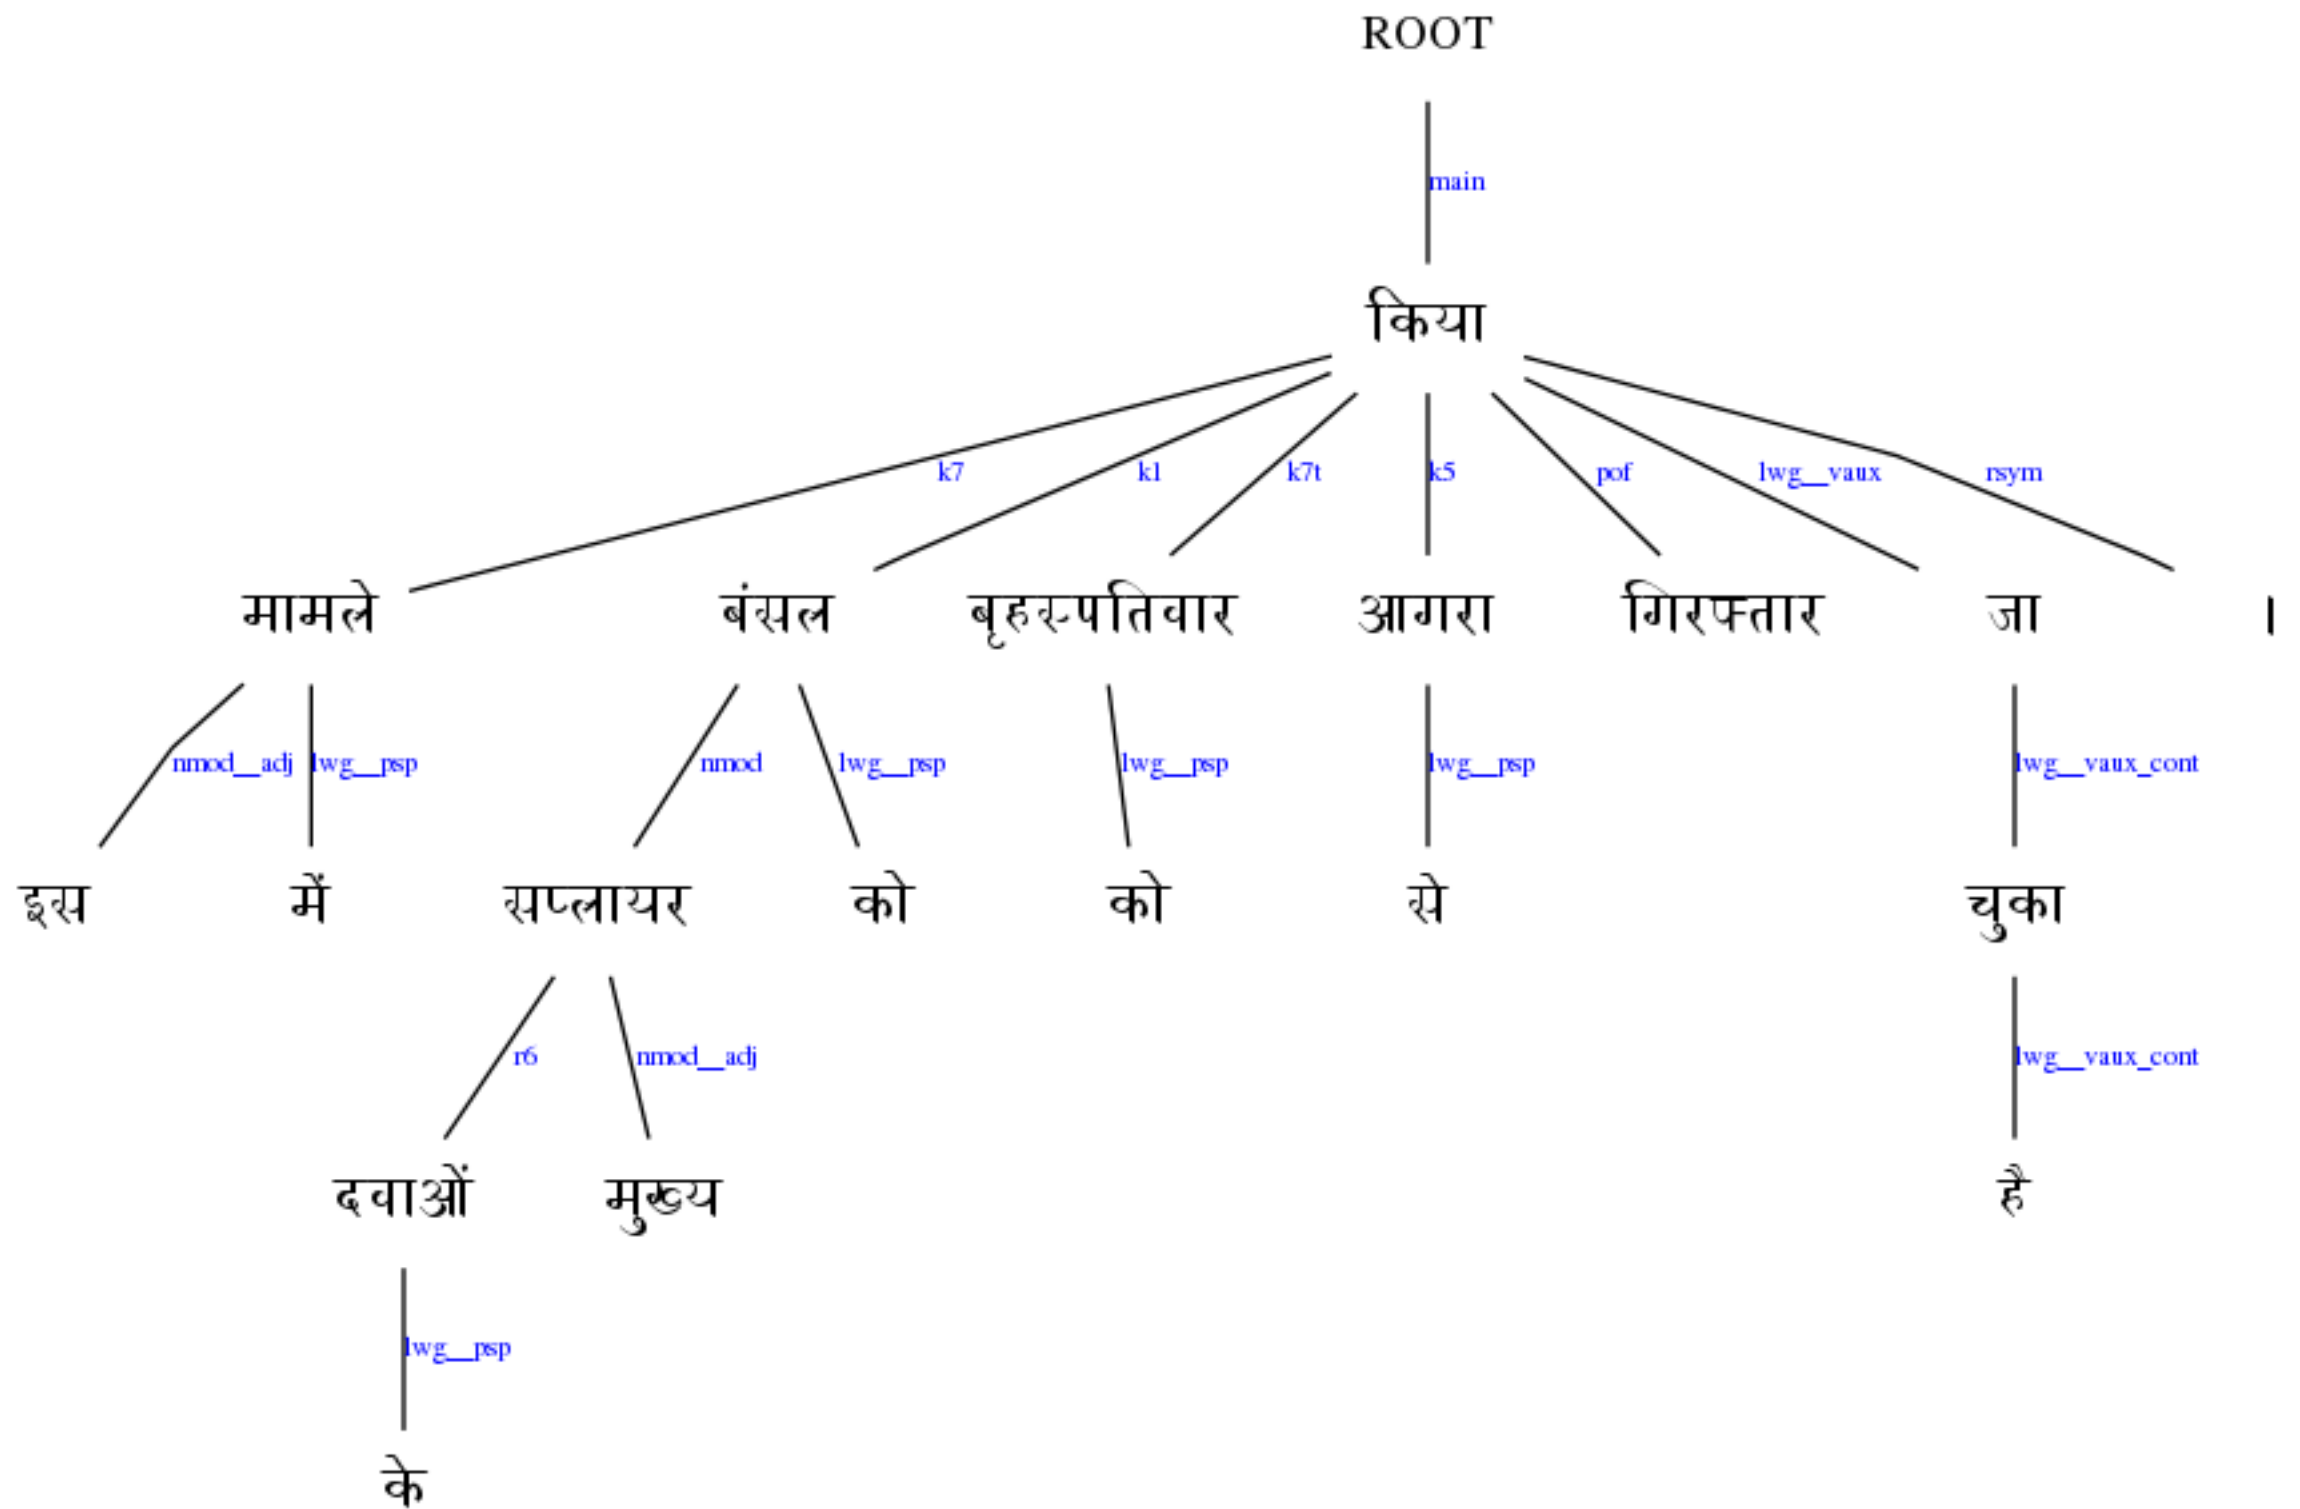 ROOT
main
किया
k7 k1 k7t k5 pof lwg__vaux rsym
मामले बंसल बृहस्पतिवार आगरा गिरफ्तार जा ।
nmod__adj lwg__psp nmod lwg__psp lwg__psp lwg__psp lwg__vaux_cont
इस में सप्लायर को को से चुका
r6 nmod__adj lwg__vaux_cont
दवाओं मुख्य है
lwg__psp
के